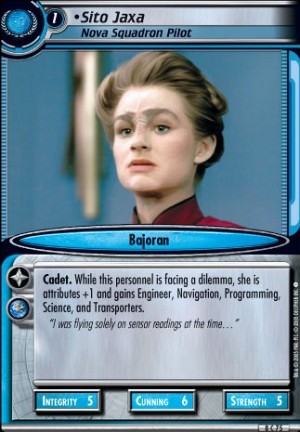 1
•Sito Jaxa
Nova Squadron Pilot
Bajoran
Cadet. While this personnel is facing a dilemma, she is
attributes +1 and gains Engineer, Navigation, Programming,
Science, and Transporters.
"I was flying solely on sensor readings at the time..."
INTEGRITY 5
CUNNING 6
STRENGTH 5